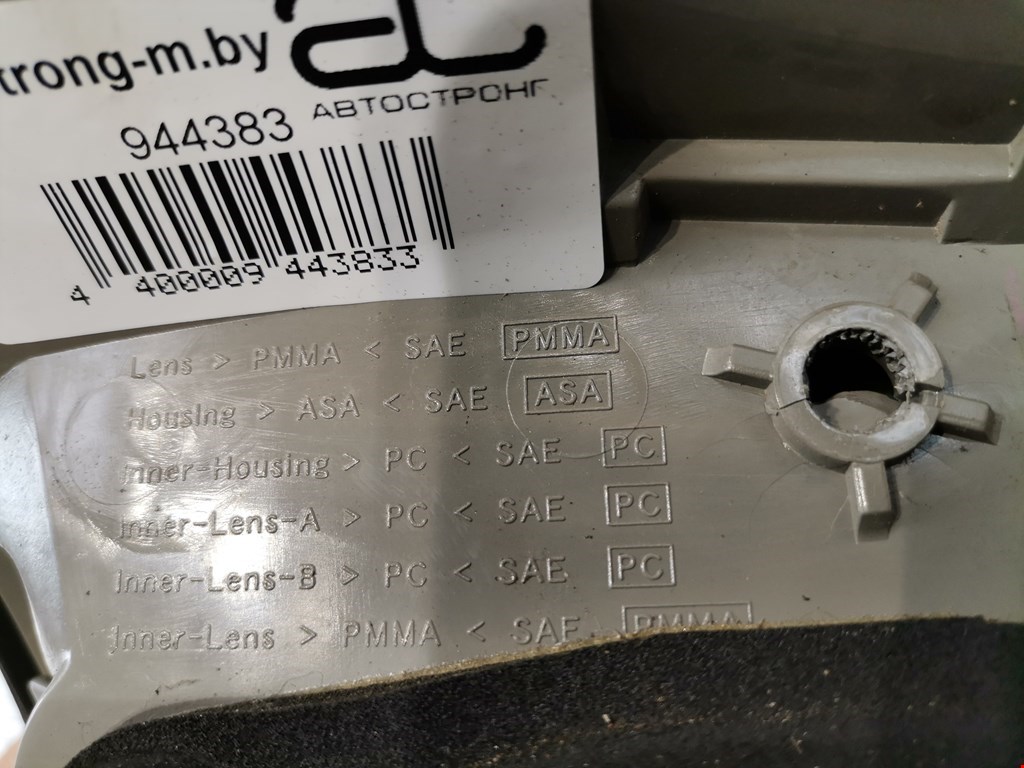 trong-m.by
944383
АВТОСТРОНГ
4 400009 443833
Lens > PMMA < SAE PMMA
Housing > ASA < SAE ASA
Inner-Housing > PC < SAE PC
Inner-Lens-A > PC < SAE PC
Inner-Lens-B > PC < SAE PC
Inner-Lens > PMMA < SAE PMMA